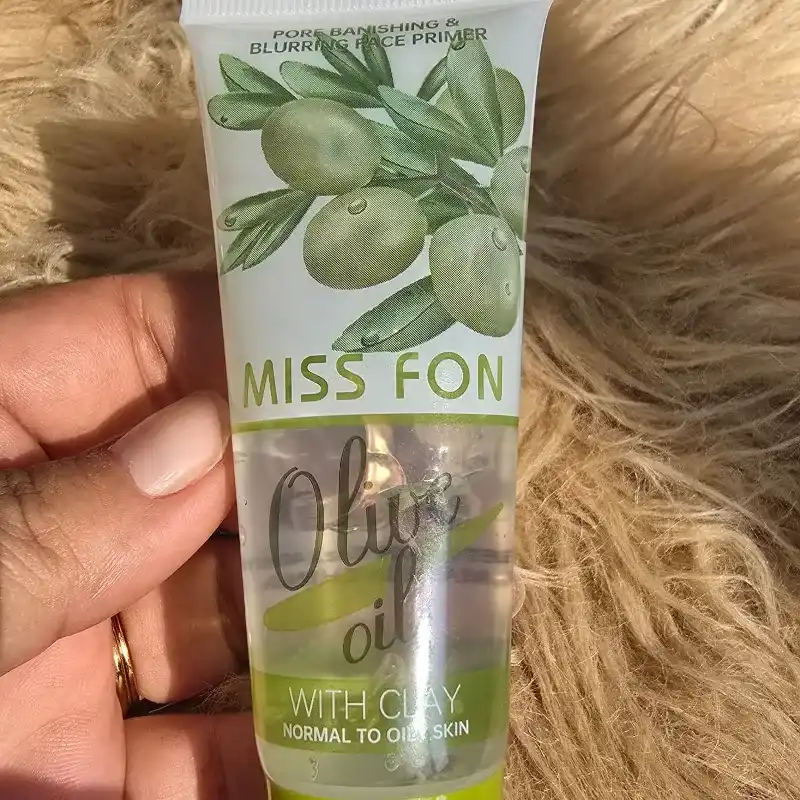 PORE BANISHING &
BLURRING FACE PRIMER
MISS FON
Olive
oil
WITH CLAY
NORMAL TO OILY SKIN